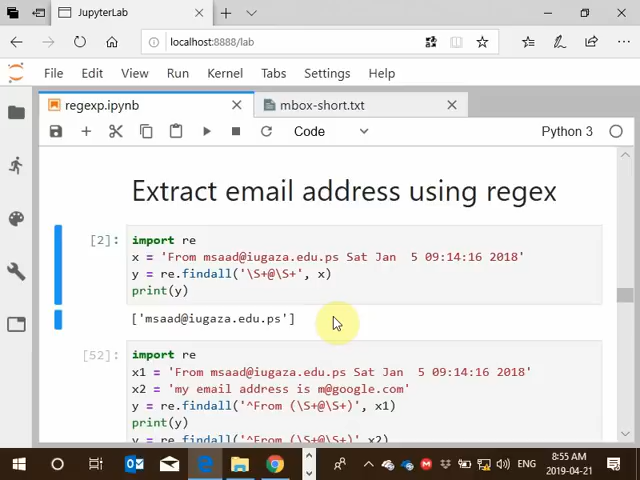 JupyterLab
localhost:8888/lab
File Edit View Run Kernel Tabs Settings Help
regexp.ipynb mbox-short.txt
Code Python 3
Extract email address using regex
[2]: import re
x = 'From msaad@iugaza.edu.ps Sat Jan  5 09:14:16 2018'
y = re.findall('\S+@\S+', x)
print(y)
['msaad@iugaza.edu.ps']
[52]: import re
x1 = 'From msaad@iugaza.edu.ps Sat Jan  5 09:14:16 2018'
x2 = 'my email address is m@google.com'
y = re.findall('^From (\S+@\S+)', x1)
print(y)
y = re.findall('^From (\S+@\S+)', x2)
ENG 8:55 AM
2019-04-21